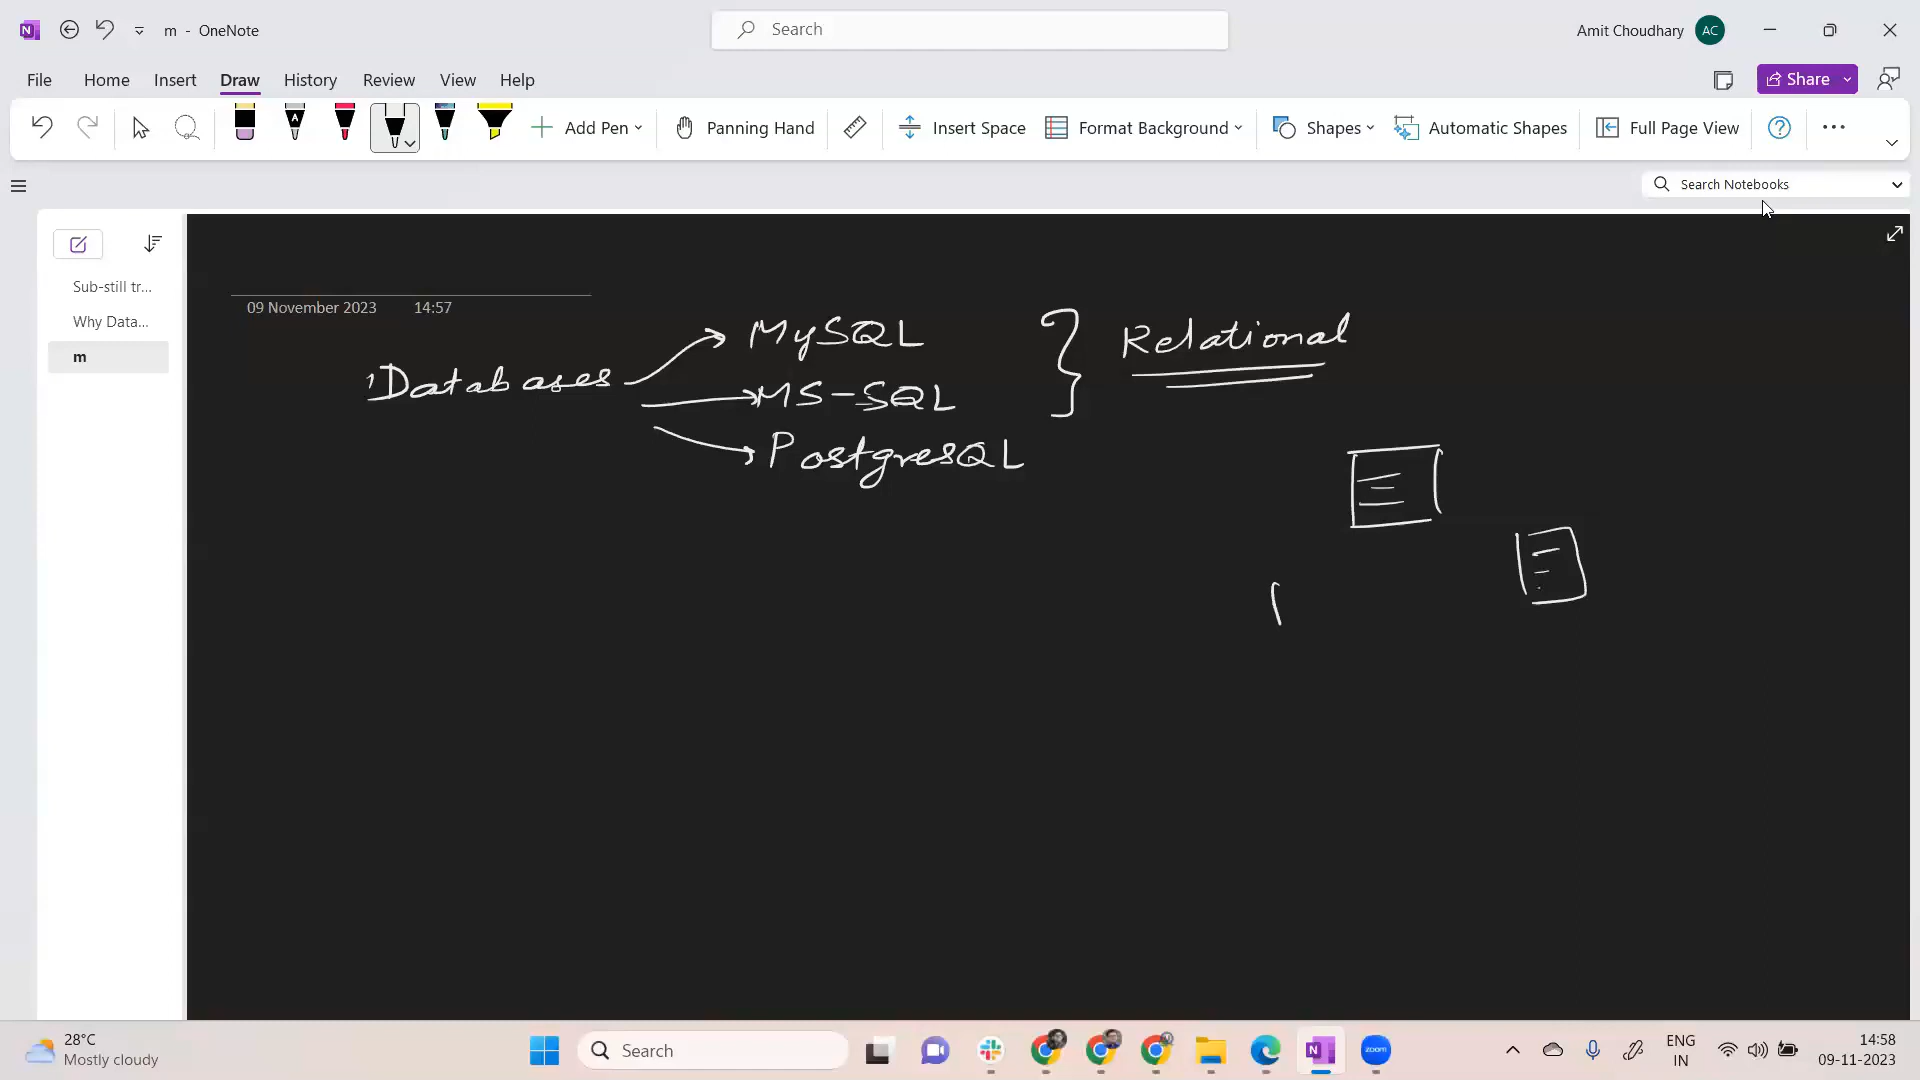 m - OneNote
Search
Amit Choudhary
AC
File Home Insert Draw History Review View Help
Share
A
Add Pen
Panning Hand
Insert Space
Format Background
Shapes
Automatic Shapes
Full Page View
Search Notebooks
Sub-still tr...
Why Data...
m
09 November 2023 14:57
Databases
MySQL
MS-SQL
PostgresQL
Relational
28°C
Mostly cloudy
Search
zoom
ENG
IN
14:58
09-11-2023